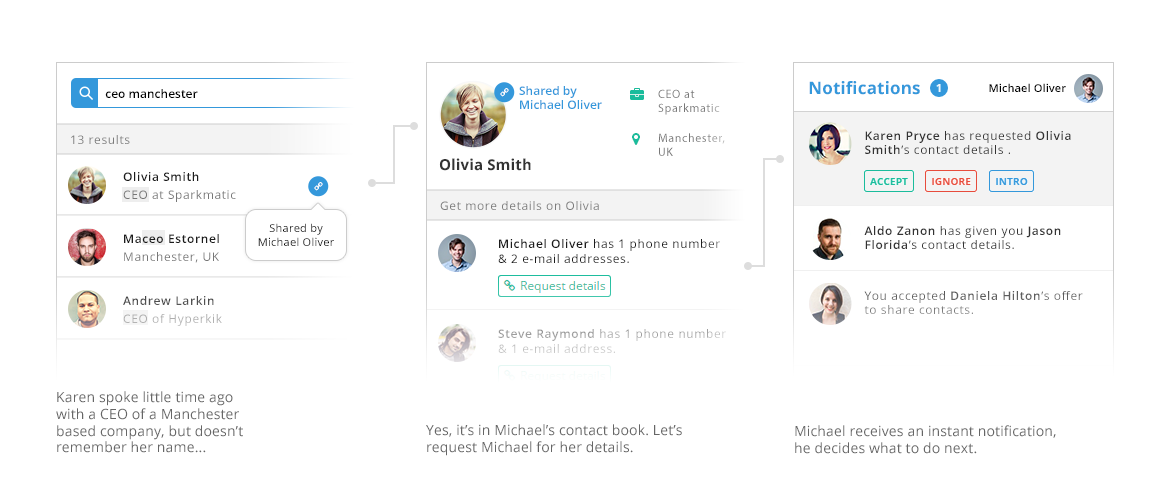 ceo manchester
13 results
Olivia Smith
CEO at Sparkmatic
Shared by
Michael Oliver
Maceo Estornel
Manchester, UK
Andrew Larkin
CEO of Hyperkik
Karen spoke little time ago
with a CEO of a Manchester
based company, but doesn't
remember her name...
Shared by
Michael Oliver
CEO at
Sparkmatic
Manchester,
UK
Olivia Smith
Get more details on Olivia
Michael Oliver has 1 phone number
& 2 e-mail addresses.
Request details
Steve Raymond has 1 phone number
& 1 e-mail address.
Yes, it's in Michael's contact book. Let's
request Michael for her details.
Notifications 1
Michael Oliver
Karen Pryce has requested Olivia
Smith's contact details .
ACCEPT IGNORE INTRO
Aldo Zanon has given you Jason
Florida's contact details.
You accepted Daniela Hilton's offer
to share contacts.
Michael receives an instant notification,
he decides what to do next.